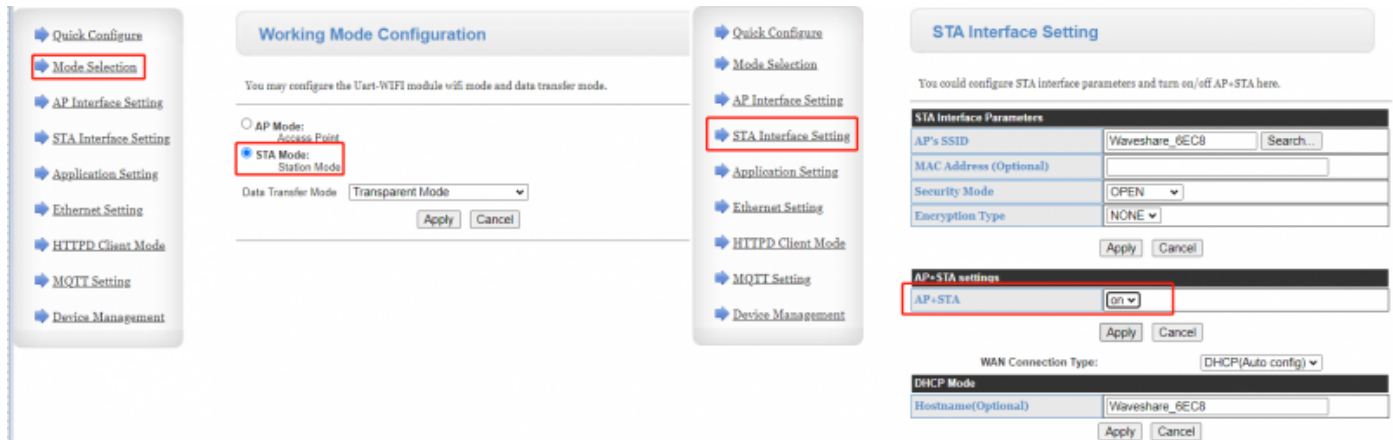 Quick Configure
Mode Selection
AP Interface Setting
STA Interface Setting
Application Setting
Ethernet Setting
HTTPD Client Mode
MQTT Setting
Device Management
Working Mode Configuration
You may configure the Uart-WIFI module wifi mode and data transfer mode.
AP Mode:
Access Point
STA Mode:
Station Mode
Data Transfer Mode Transparent Mode
Apply Cancel
Quick Configure
Mode Selection
AP Interface Setting
STA Interface Setting
Application Setting
Ethernet Setting
HTTPD Client Mode
MQTT Setting
Device Management
STA Interface Setting
You could configure STA interface parameters and turn on/off AP+STA here.
STA Interface Parameters
AP's SSID Waveshare_6EC8 Search...
MAC Address (Optional)
Security Mode OPEN
Encryption Type NONE
Apply Cancel
AP+STA settings
AP+STA on
Apply Cancel
WAN Connection Type: DHCP(Auto config)
DHCP Mode
Hostname(Optional) Waveshare_6EC8
Apply Cancel